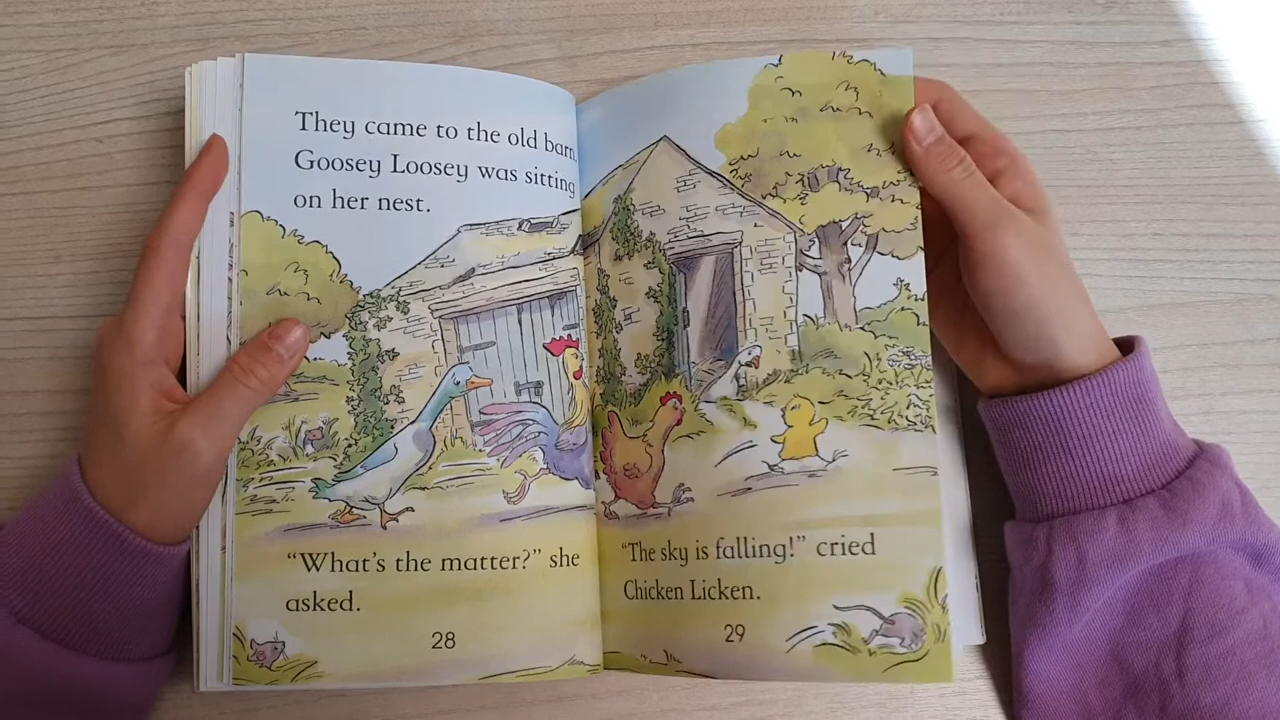 They came to the old barn.
Goosey Loosey was sitting
on her nest.
“What’s the matter?” she
asked.
28
“The sky is falling!” cried
Chicken Licken.
29